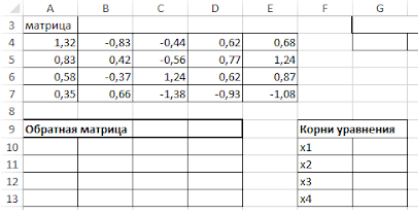 A B C D E F G
3 матрица
4 1,32 -0,83 -0,44 0,62 0,68
5 0,83 0,42 -0,56 0,77 1,24
6 0,58 -0,37 1,24 0,62 0,87
7 0,35 0,66 -1,38 -0,93 -1,08
8
9 Обратная матрица Корни уравнения
10 x1
11 x2
12 x3
13 x4